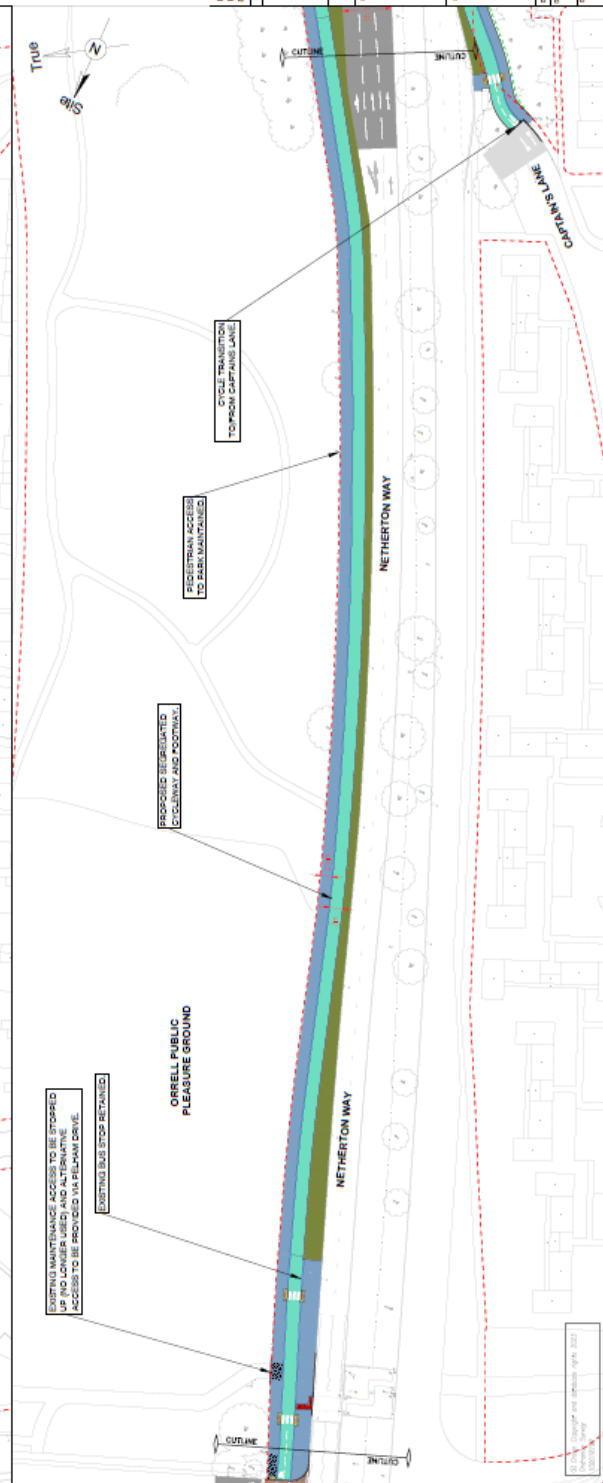 True
N
Site
CUTLINE
CUTLINE
CAPTAIN'S LANE
CYCLE TRANSITION
TO/FROM CAPTAINS LANE.
PEDESTRIAN ACCESS
TO PARK MAINTAINED.
NETHERTON WAY
PROPOSED SEGREGATED
CYCLEWAY AND FOOTWAY.
ORRELL PUBLIC
PLEASURE GROUND
EXISTING MAINTENANCE ACCESS TO BE STOPPED
UP (NO LONGER USED) AND ALTERNATIVE
ACCESS TO BE PROVIDED VIA PELHAM DRIVE.
EXISTING BUS STOP RETAINED.
NETHERTON WAY
CUTLINE
CUTLINE